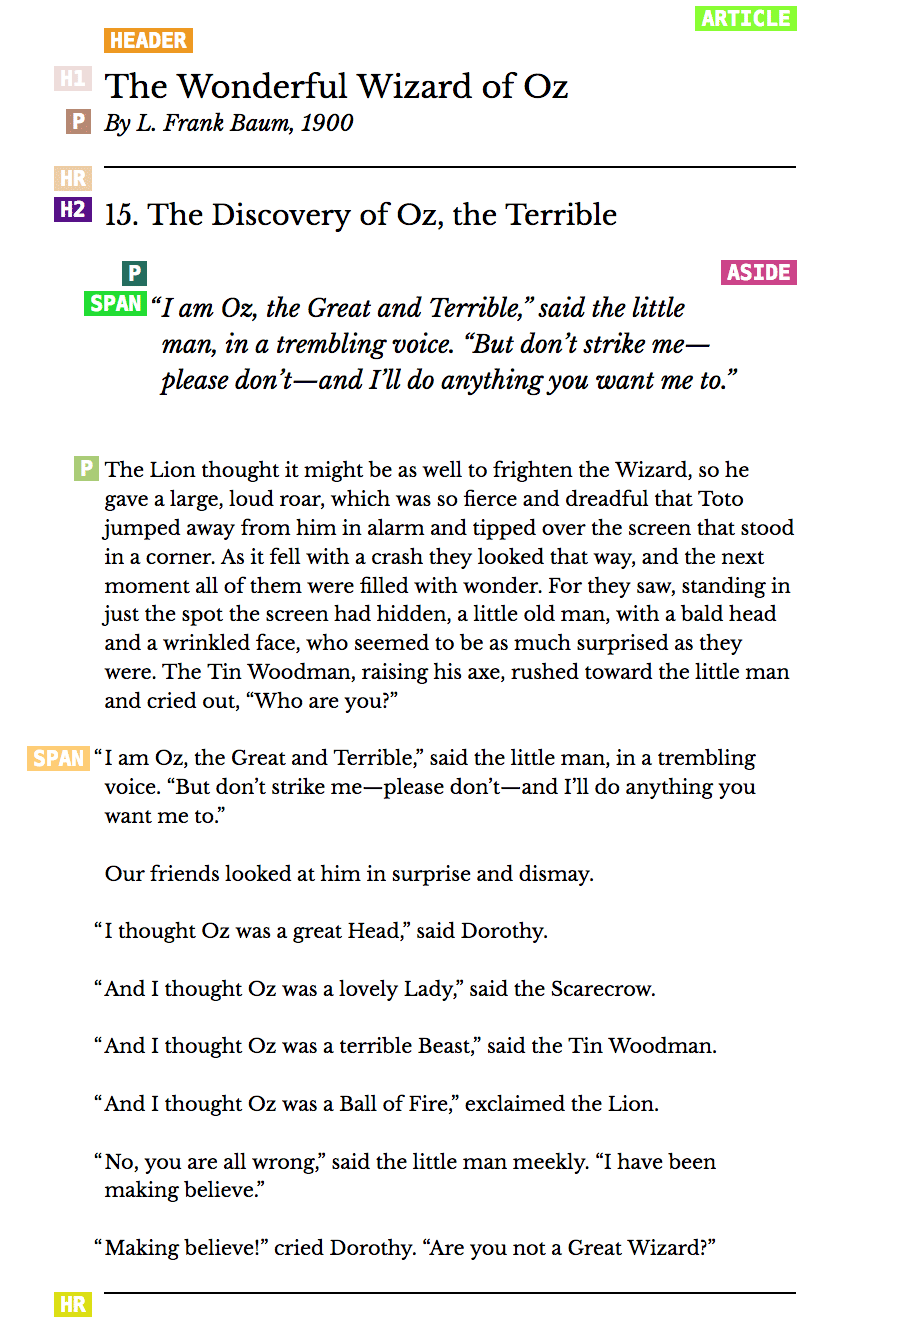 ARTICLE
HEADER
H1 The Wonderful Wizard of Oz
P By L. Frank Baum, 1900
HR
H2 15. The Discovery of Oz, the Terrible
P ASIDE
SPAN “I am Oz, the Great and Terrible,” said the little
man, in a trembling voice. “But don’t strike me—
please don’t—and I’ll do anything you want me to.”
P The Lion thought it might be as well to frighten the Wizard, so he
gave a large, loud roar, which was so fierce and dreadful that Toto
jumped away from him in alarm and tipped over the screen that stood
in a corner. As it fell with a crash they looked that way, and the next
moment all of them were filled with wonder. For they saw, standing in
just the spot the screen had hidden, a little old man, with a bald head
and a wrinkled face, who seemed to be as much surprised as they
were. The Tin Woodman, raising his axe, rushed toward the little man
and cried out, “Who are you?”
SPAN “I am Oz, the Great and Terrible,” said the little man, in a trembling
voice. “But don’t strike me—please don’t—and I’ll do anything you
want me to.”
Our friends looked at him in surprise and dismay.
“I thought Oz was a great Head,” said Dorothy.
“And I thought Oz was a lovely Lady,” said the Scarecrow.
“And I thought Oz was a terrible Beast,” said the Tin Woodman.
“And I thought Oz was a Ball of Fire,” exclaimed the Lion.
“No, you are all wrong,” said the little man meekly. “I have been
making believe.”
“Making believe!” cried Dorothy. “Are you not a Great Wizard?”
HR